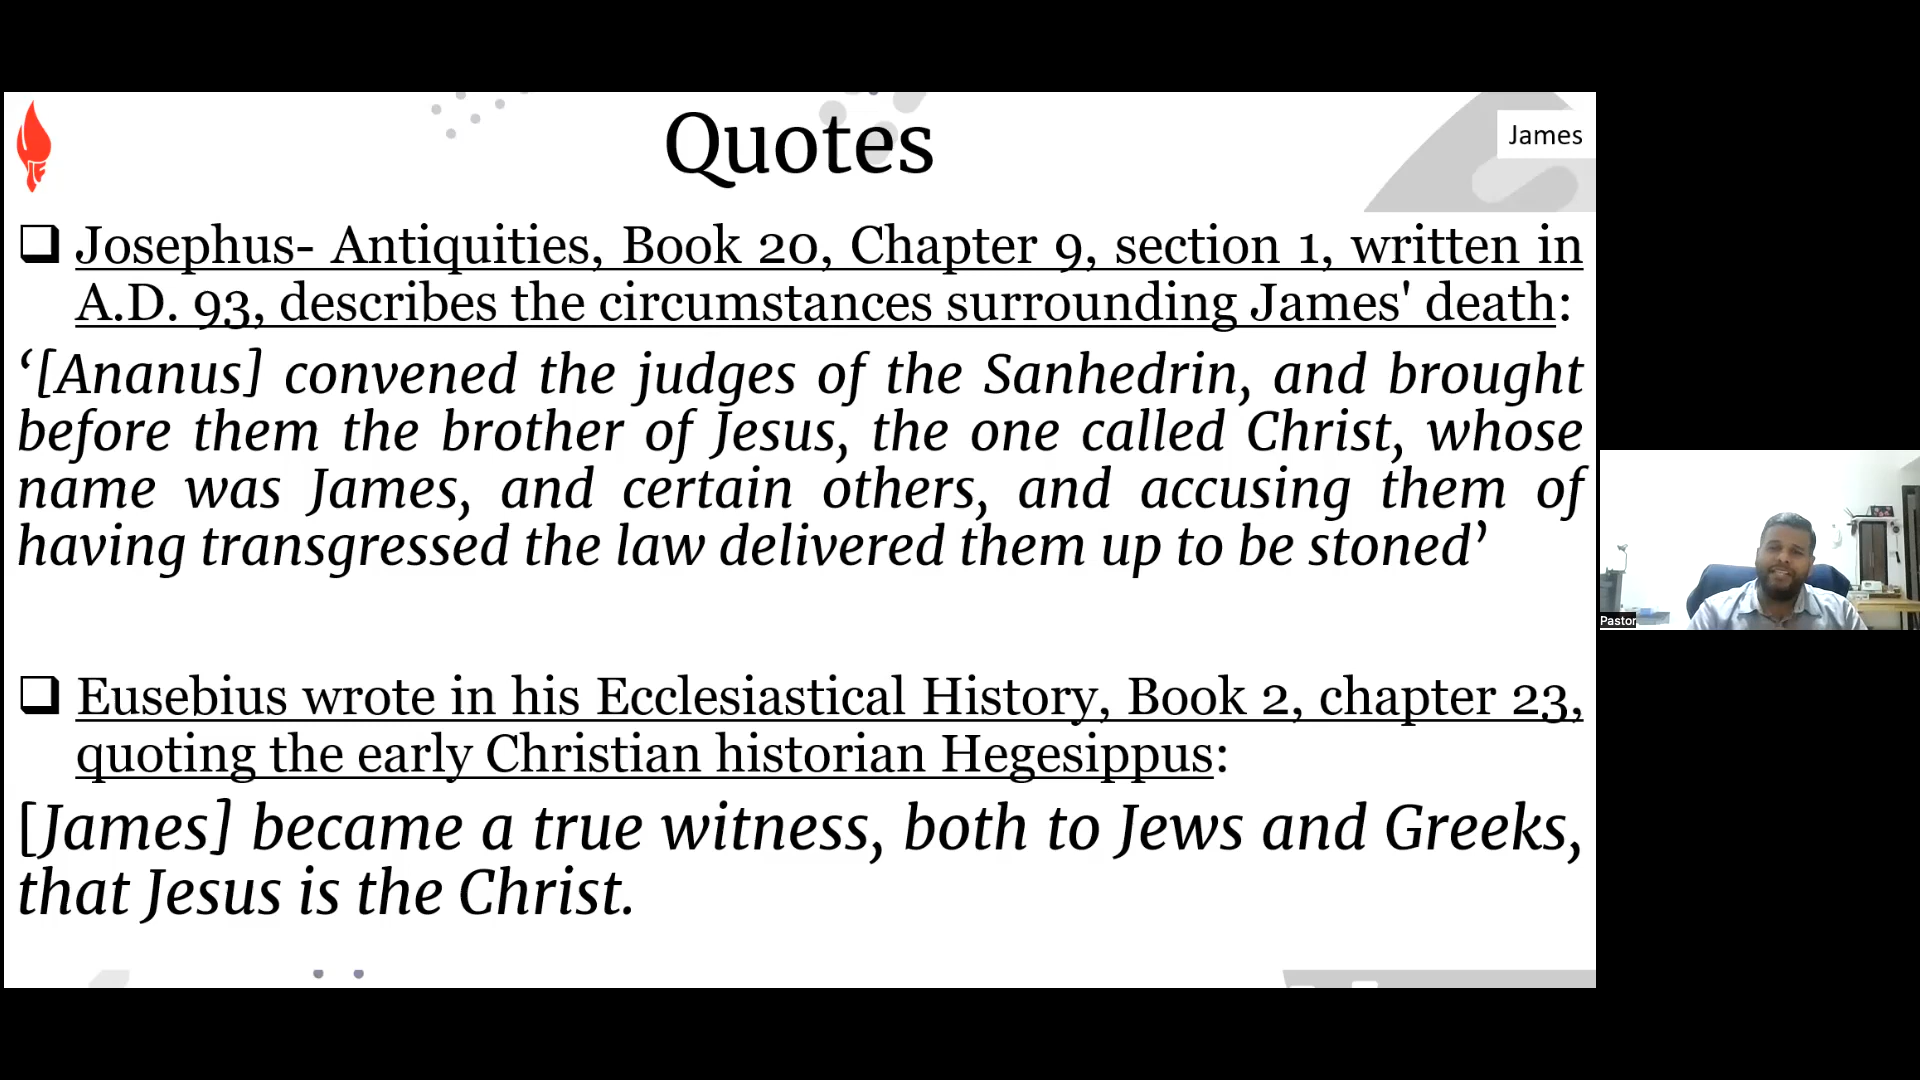 Quotes
James
❑ Josephus- Antiquities, Book 20, Chapter 9, section 1, written in
A.D. 93, describes the circumstances surrounding James' death:
‘[Ananus] convened the judges of the Sanhedrin, and brought
before them the brother of Jesus, the one called Christ, whose
name was James, and certain others, and accusing them of
having transgressed the law delivered them up to be stoned’
❑ Eusebius wrote in his Ecclesiastical History, Book 2, chapter 23,
quoting the early Christian historian Hegesippus:
[James] became a true witness, both to Jews and Greeks,
that Jesus is the Christ.
Pastor